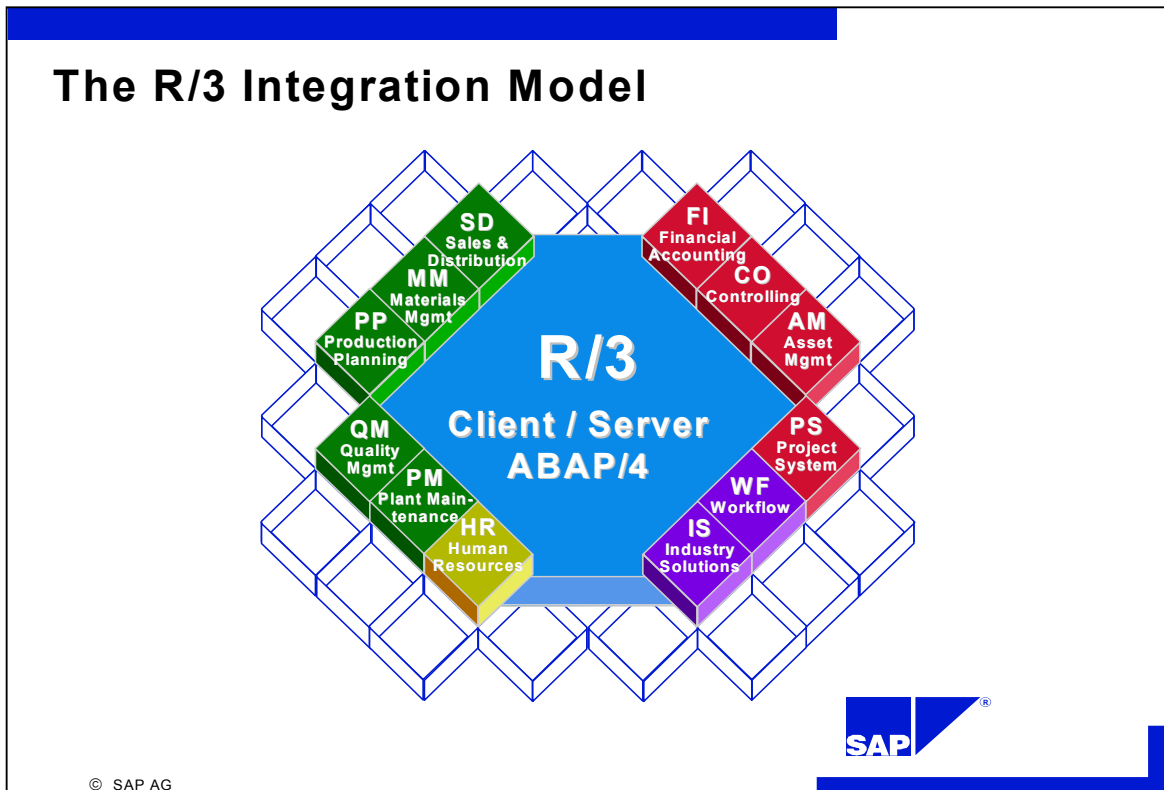 The R/3 Integration Model
SD
Sales &
Distribution
MM
Materials
Mgmt
PP
Production
Planning
QM
Quality
Mgmt
PM
Plant Main-
tenance
HR
Human
Resources
R/3
Client / Server
ABAP/4
FI
Financial
Accounting
CO
Controlling
AM
Asset
Mgmt
PS
Project
System
WF
Workflow
IS
Industry
Solutions
SAP ®
© SAP AG